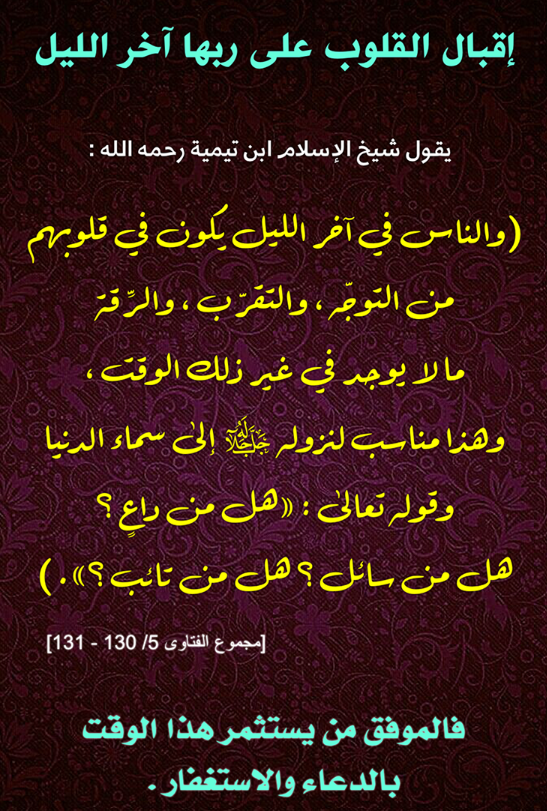 إقبال القلوب على ربها آخر الليل
يقول شيخ الإسلام ابن تيمية رحمه الله :
(والناس في آخر الليل يكون في قلوبهم
من التوجّه ، والتقرّب ، والرِّقة
ما لا يوجد في غير ذلك الوقت ،
وهذا مناسب لنزوله ﷻ إلىٰ سماء الدنيا
وقوله تعالىٰ : «هل من داعٍ ؟
هل من سائل ؟ هل من تائب ؟» . )
[مجموع الفتاوى 5/ 130 - 131]
فالموفق من يستثمر هذا الوقت
بالدعاء والاستغفار .